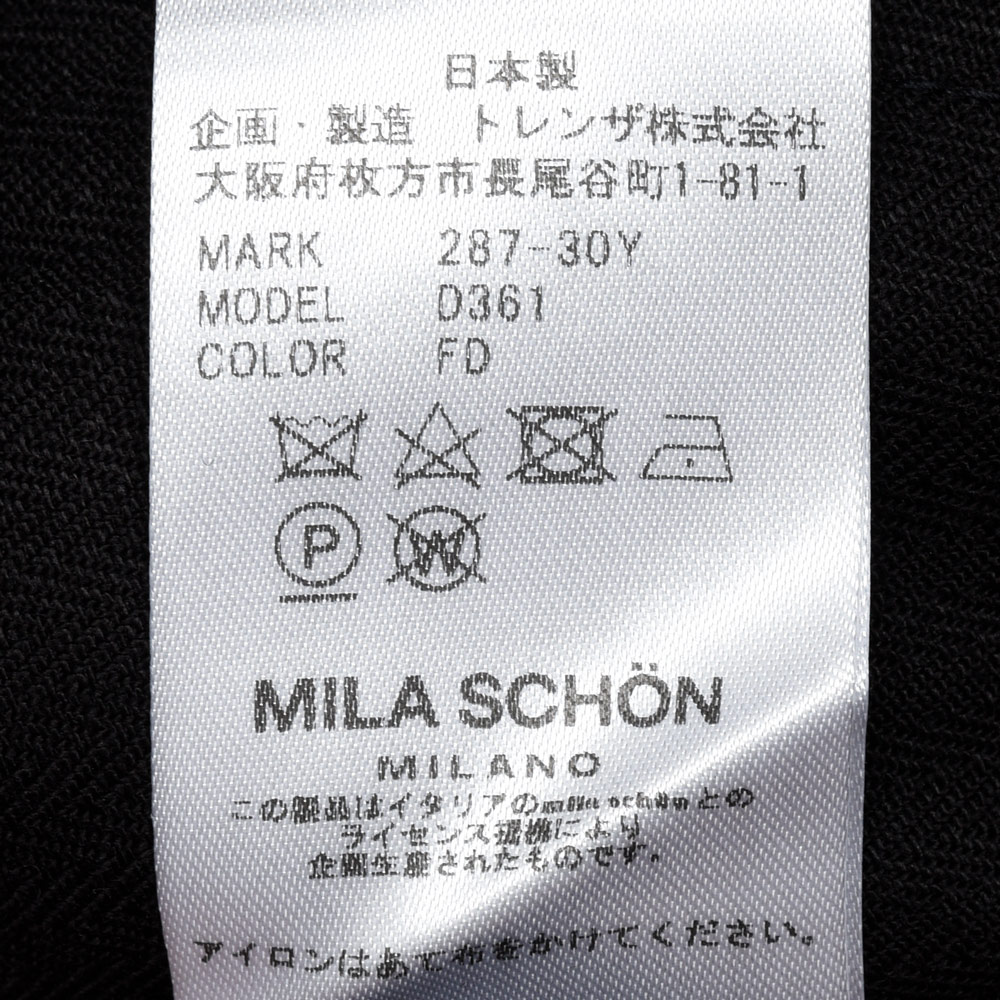 日本製
企画・製造 トレンザ株式会社
大阪府枚方市長尾谷町1-81-1
MARK 287-30Y
MODEL D361
COLOR FD
P W
MILA SCHÖN
MILANO
この製品はイタリアのmila schönとの
ライセンス提携により
企画生産されたものです。
アイロンはあて布をかけてください。